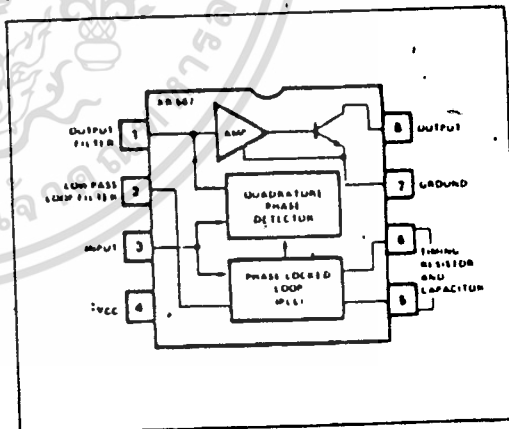 XR 567
AMP
OUTPUT
FILTER
1
8
OUTPUT
LOW PASS
LOOP FILTER
2
7
GROUND
QUADRATURE
PHASE
DETECTOR
INPUT
3
6
TIMING
RESISTOR
AND
CAPACITOR
PHASE LOCKED
LOOP
(PLL)
+VCC
4
5